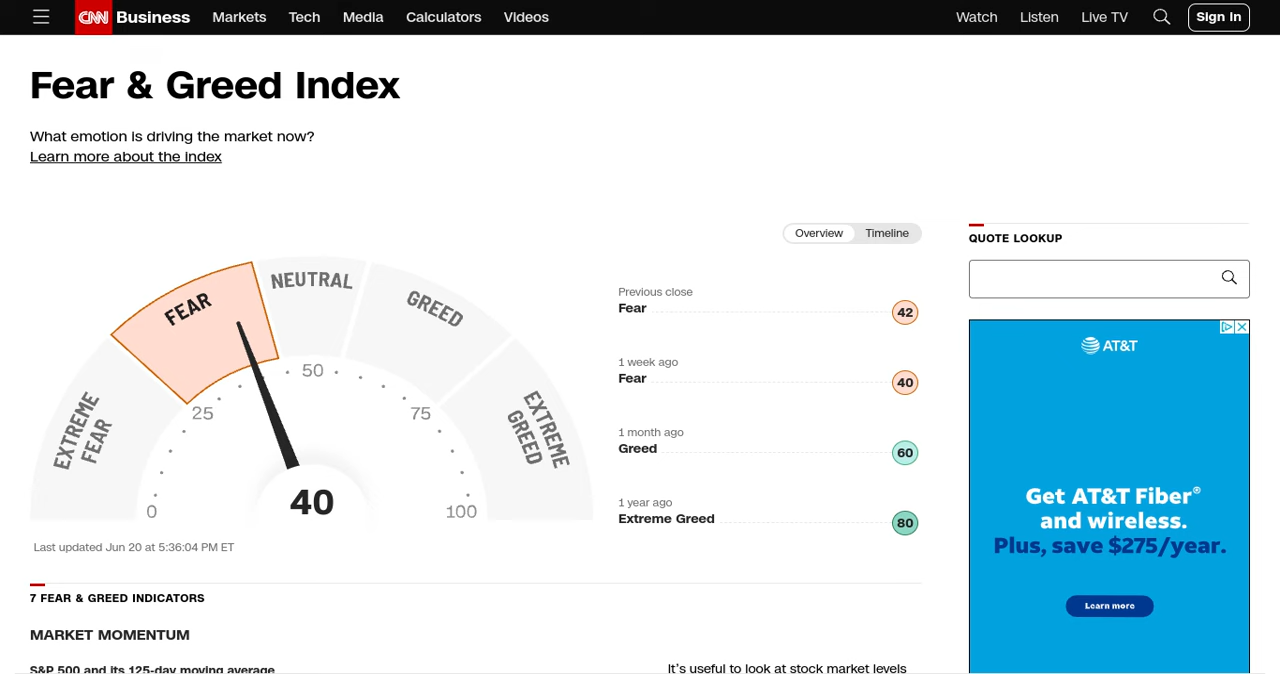 CNN Business Markets Tech Media Calculators Videos Watch Listen Live TV Sign in
Fear & Greed Index
What emotion is driving the market now?
Learn more about the index
Overview Timeline
EXTREME
FEAR
FEAR
NEUTRAL
GREED
EXTREME
GREED
0
25
50
75
100
40
Last updated Jun 20 at 5:36:04 PM ET
Previous close
Fear 42
1 week ago
Fear 40
1 month ago
Greed 60
1 year ago
Extreme Greed 80
7 FEAR & GREED INDICATORS
MARKET MOMENTUM
S&P 500 and its 125-day moving average
It's useful to look at stock market levels
QUOTE LOOKUP
AT&T
Get AT&T Fiber®
and wireless.
Plus, save $275/year.
Learn more